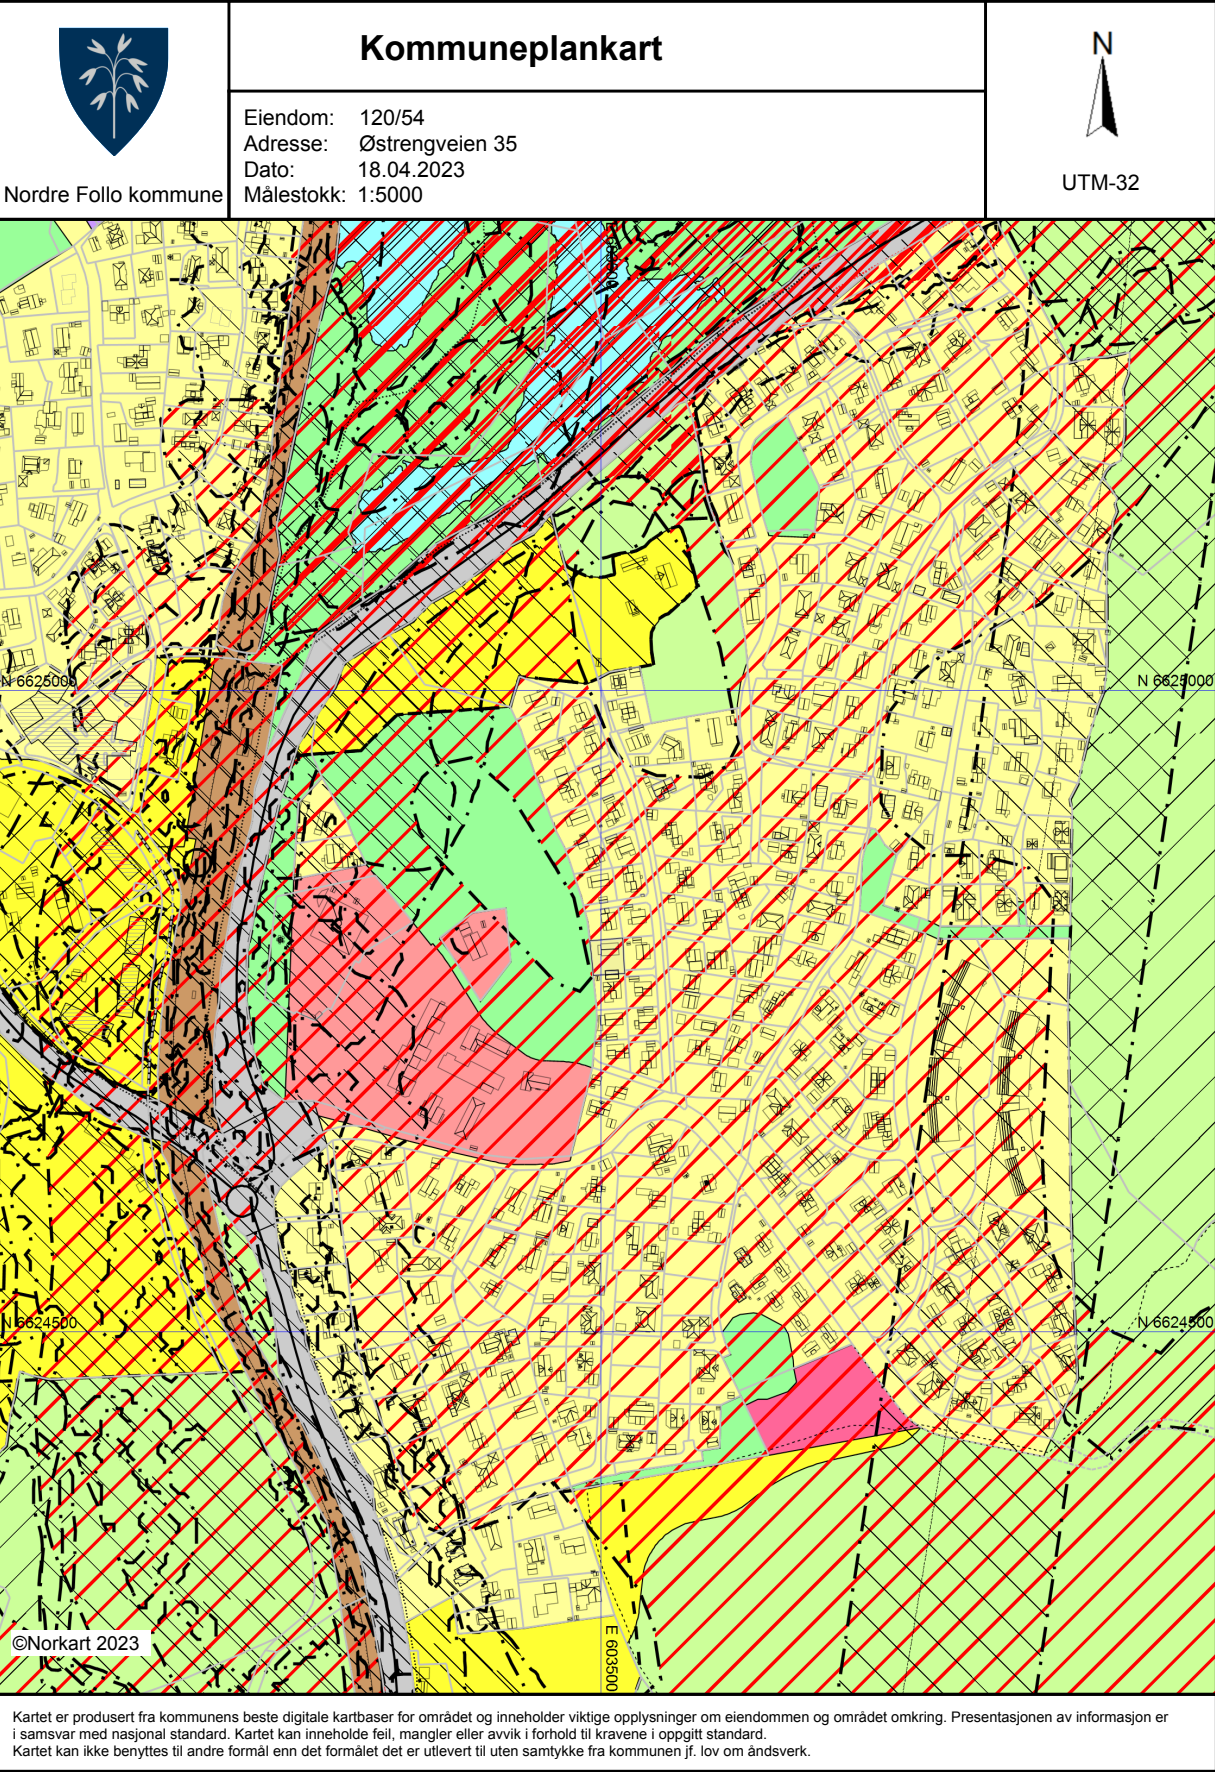 Kommuneplankart
Eiendom: 120/54
Adresse: Østrengveien 35
Dato: 18.04.2023
Målestokk: 1:5000
Nordre Follo kommune
N
UTM-32
N 6625000
N 6625000
N 6624500
N 6624500
E 603500
E 603500
©Norkart 2023
Kartet er produsert fra kommunens beste digitale kartbaser for området og inneholder viktige opplysninger om eiendommen og området omkring. Presentasjonen av informasjon er
i samsvar med nasjonal standard. Kartet kan inneholde feil, mangler eller avvik i forhold til kravene i oppgitt standard.
Kartet kan ikke benyttes til andre formål enn det formålet det er utlevert til uten samtykke fra kommunen jf. lov om åndsverk.